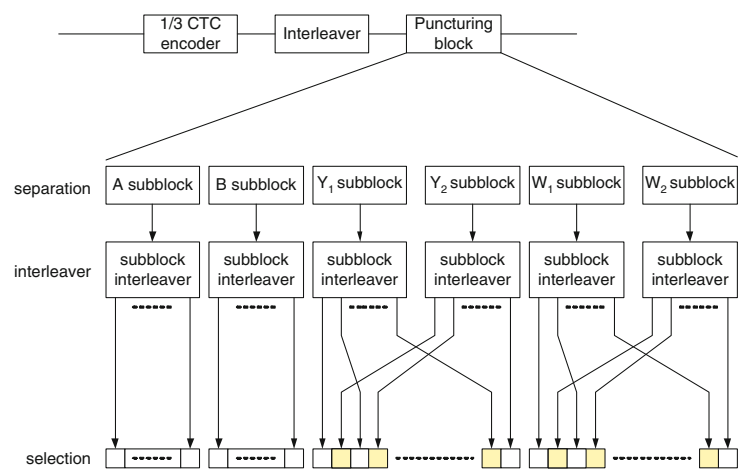 1/3 CTC
encoder
Interleaver
Puncturing
block
separation
A subblock
B subblock
Y1 subblock
Y2 subblock
W1 subblock
W2 subblock
interleaver
subblock
interleaver
subblock
interleaver
subblock
interleaver
subblock
interleaver
subblock
interleaver
subblock
interleaver
selection